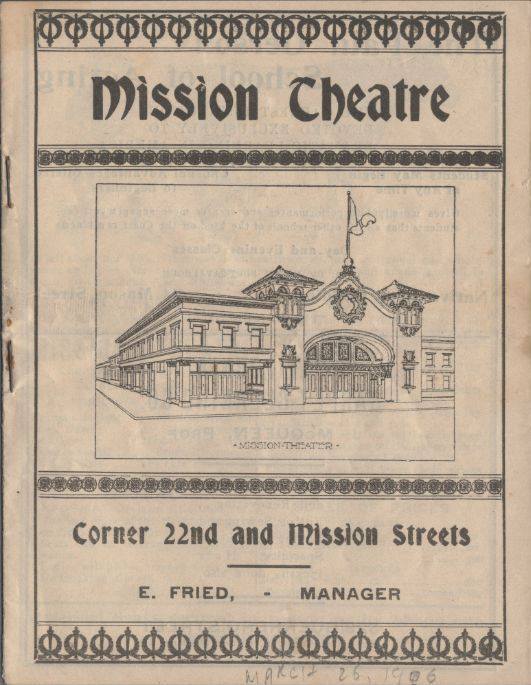 Mission Theatre
- MISSION-THEATER -
Corner 22nd and Mission Streets
E. FRIED, - MANAGER
MARCH 26, 1906